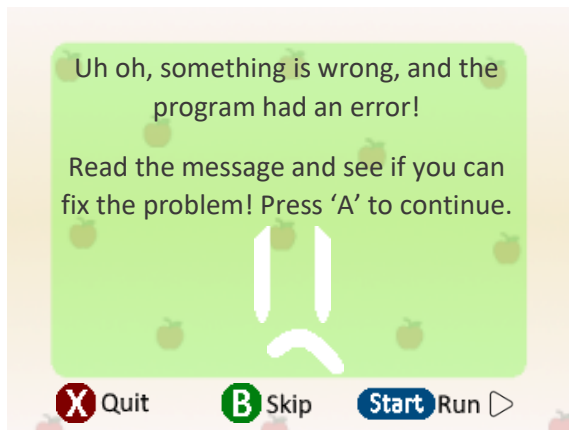 Uh oh, something is wrong, and the
program had an error!
Read the message and see if you can
fix the problem! Press ‘A’ to continue.
X Quit B Skip Start Run